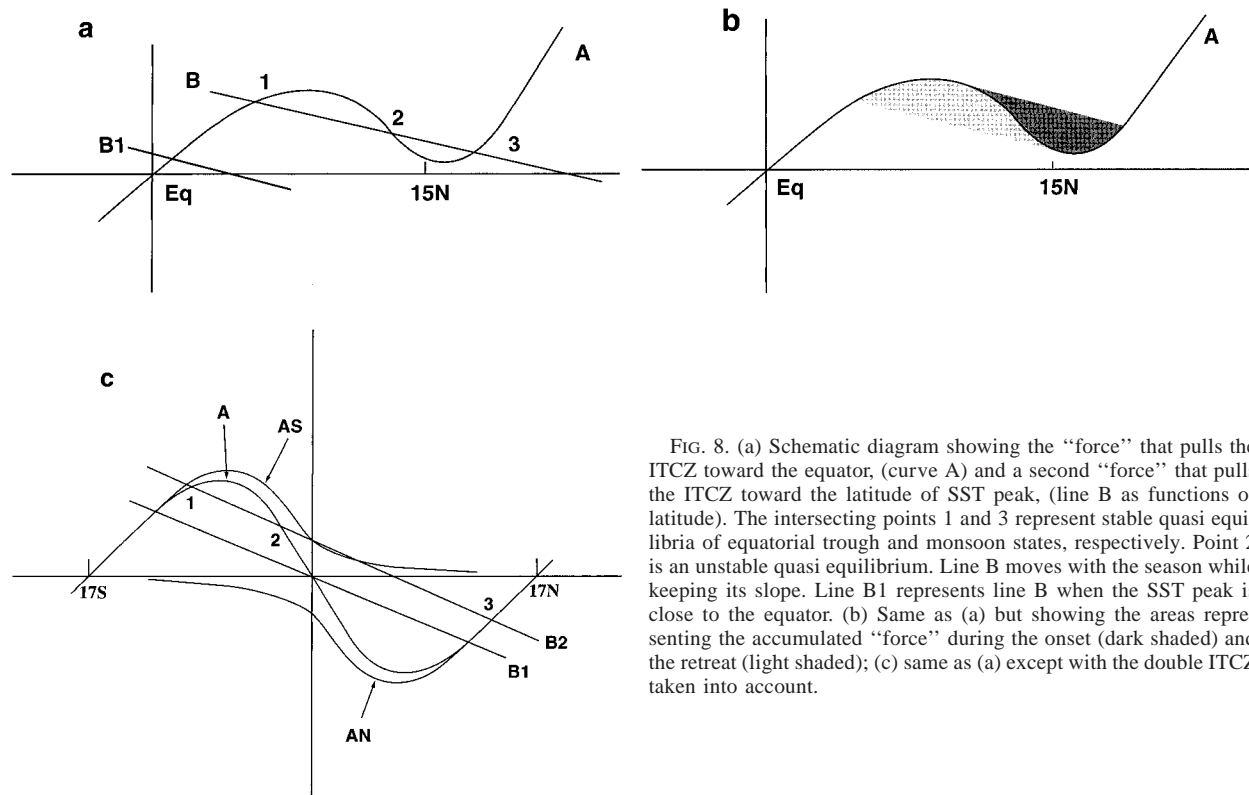 a
A
B
1
2
3
B1
Eq
15N
b
A
Eq
15N
c
A
AS
1
2
17S
17N
3
B2
B1
AN
FIG. 8. (a) Schematic diagram showing the ‘‘force’’ that pulls the
ITCZ toward the equator, (curve A) and a second ‘‘force’’ that pulls
the ITCZ toward the latitude of SST peak, (line B as functions o
latitude). The intersecting points 1 and 3 represent stable quasi equi
libria of equatorial trough and monsoon states, respectively. Point 2
is an unstable quasi equilibrium. Line B moves with the season while
keeping its slope. Line B1 represents line B when the SST peak i
close to the equator. (b) Same as (a) but showing the areas repre
senting the accumulated ‘‘force’’ during the onset (dark shaded) and
the retreat (light shaded); (c) same as (a) except with the double ITCZ
taken into account.